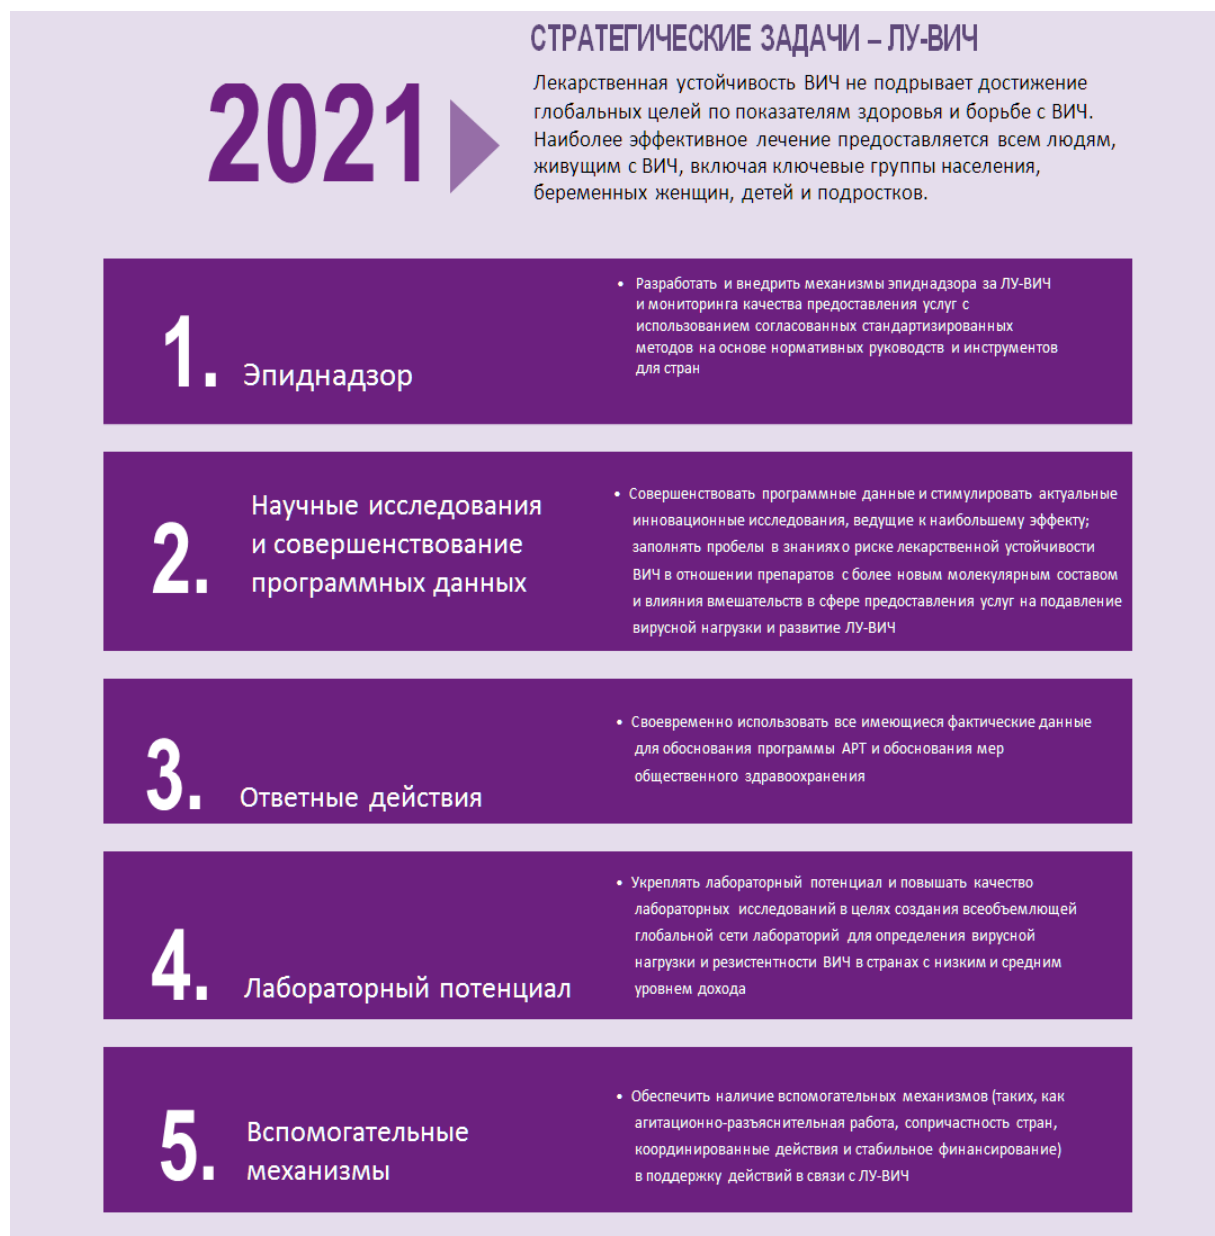 СТРАТЕГИЧЕСКИЕ ЗАДАЧИ – ЛУ-ВИЧ
2021
Лекарственная устойчивость ВИЧ не подрывает достижение
глобальных целей по показателям здоровья и борьбе с ВИЧ.
Наиболее эффективное лечение предоставляется всем людям,
живущим с ВИЧ, включая ключевые группы населения,
беременных женщин, детей и подростков.
1. Эпиднадзор
• Разработать и внедрить механизмы эпиднадзора за ЛУ-ВИЧ
и мониторинга качества предоставления услуг с
использованием согласованных стандартизированных
методов на основе нормативных руководств и инструментов
для стран
2.
Научные исследования
и совершенствование
программных данных
• Совершенствовать программные данные и стимулировать актуальные
инновационные исследования, ведущие к наибольшему эффекту;
заполнять пробелы в знаниях о риске лекарственной устойчивости
ВИЧ в отношении препаратов с более новым молекулярным составом
и влияния вмешательств в сфере предоставления услуг на подавление
вирусной нагрузки и развитие ЛУ-ВИЧ
3. Ответные действия
• Своевременно использовать все имеющиеся фактические данные
для обоснования программы АРТ и обоснования мер
общественного здравоохранения
4. Лабораторный потенциал
• Укреплять лабораторный потенциал и повышать качество
лабораторных исследований в целях создания всеобъемлющей
глобальной сети лабораторий для определения вирусной
нагрузки и резистентности ВИЧ в странах с низким и средним
уровнем дохода
5.
Вспомогательные
механизмы
• Обеспечить наличие вспомогательных механизмов (таких, как
агитационно-разъяснительная работа, сопричастность стран,
координированные действия и стабильное финансирование)
в поддержку действий в связи с ЛУ-ВИЧ